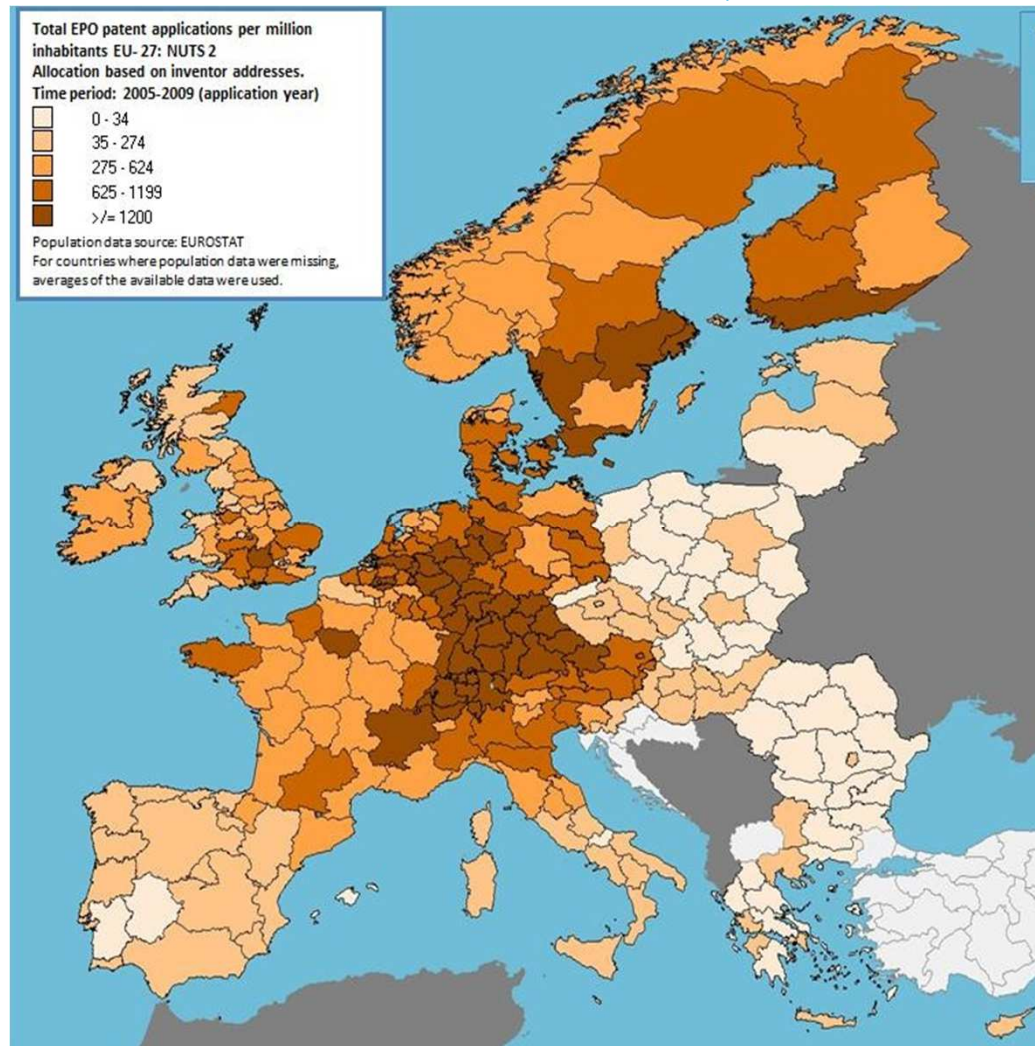 Total EPO patent applications per million
inhabitants EU- 27: NUTS 2
Allocation based on inventor addresses.
Time period: 2005-2009 (application year)
0 - 34
35 - 274
275 - 624
625 - 1199
>/= 1200
Population data source: EUROSTAT
For countries where population data were missing,
averages of the available data were used.